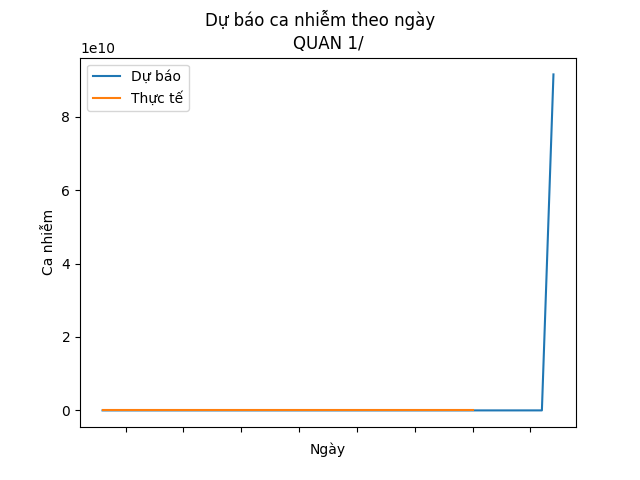 Dự báo ca nhiễm theo ngày
QUAN 1/
1e10
Dự báo
Thực tế
8
6
4
2
0
Ca nhiễm
Ngày